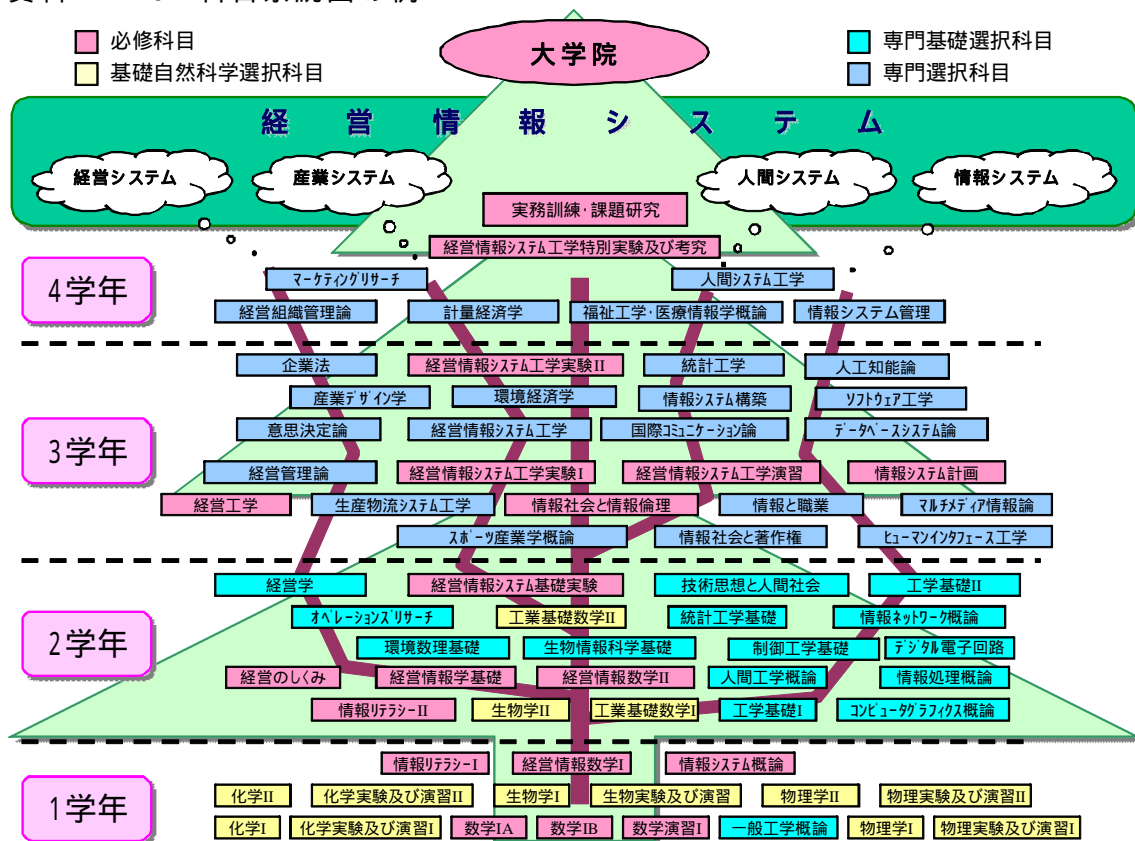 必修科目
基礎自然科学選択科目
大学院
専門基礎選択科目
専門選択科目
経営情報システム
経営システム
産業システム
人間システム
情報システム
実務訓練・課題研究
経営情報システム工学特別実験及び考究
4学年
マーケティングリサーチ
人間システム工学
経営組織管理論
計量経済学
福祉工学・医療情報学概論
情報システム管理
3学年
企業法
経営情報システム工学実験II
統計工学
人工知能論
産業デザイン学
環境経済学
情報システム構築
ソフトウェア工学
意思決定論
経営情報システム工学
国際コミュニケーション論
データベースシステム論
経営管理論
経営情報システム工学実験I
経営情報システム工学演習
情報システム計画
経営工学
生産物流システム工学
情報社会と情報倫理
情報と職業
マルチメディア情報論
スポーツ産業学概論
情報社会と著作権
ヒューマンインタフェース工学
2学年
経営学
経営情報システム基礎実験
技術思想と人間社会
工学基礎II
オペレーションズリサーチ
工業基礎数学II
統計工学基礎
情報ネットワーク概論
環境数理基礎
生物情報科学基礎
制御工学基礎
デジタル電子回路
経営のしくみ
経営情報学基礎
経営情報数学II
人間工学概論
情報処理概論
情報リテラシーII
生物学II
工業基礎数学I
工学基礎I
コンピュータグラフィクス概論
1学年
情報リテラシーI
経営情報数学I
情報システム概論
化学II
化学実験及び演習II
生物学I
生物実験及び演習
物理学II
物理実験及び演習II
化学I
化学実験及び演習I
数学IA
数学IB
数学演習I
一般工学概論
物理学I
物理実験及び演習I